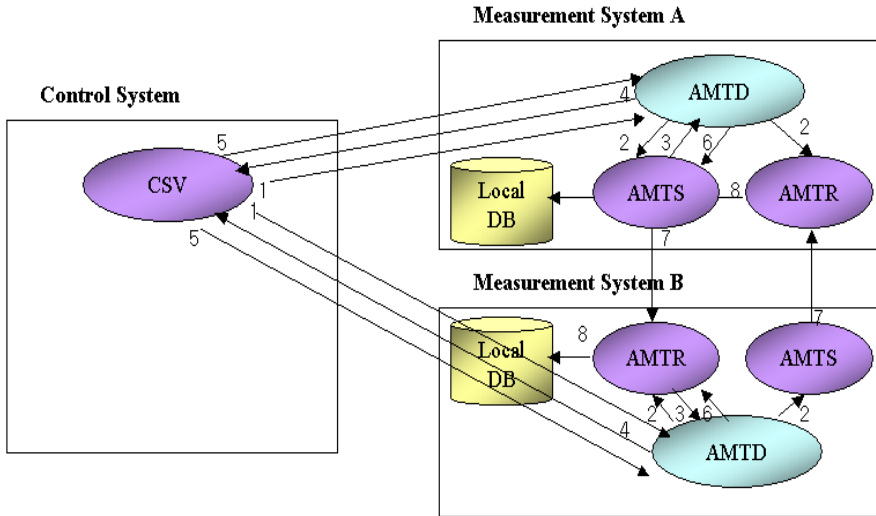 Measurement System A
Control System
AMTD
4
5
2
3
6
2
CSV
1
1
5
Local
DB
AMTS
8
AMTR
7
Measurement System B
7
Local
DB
8
AMTR
AMTS
2
3
6
2
4
AMTD